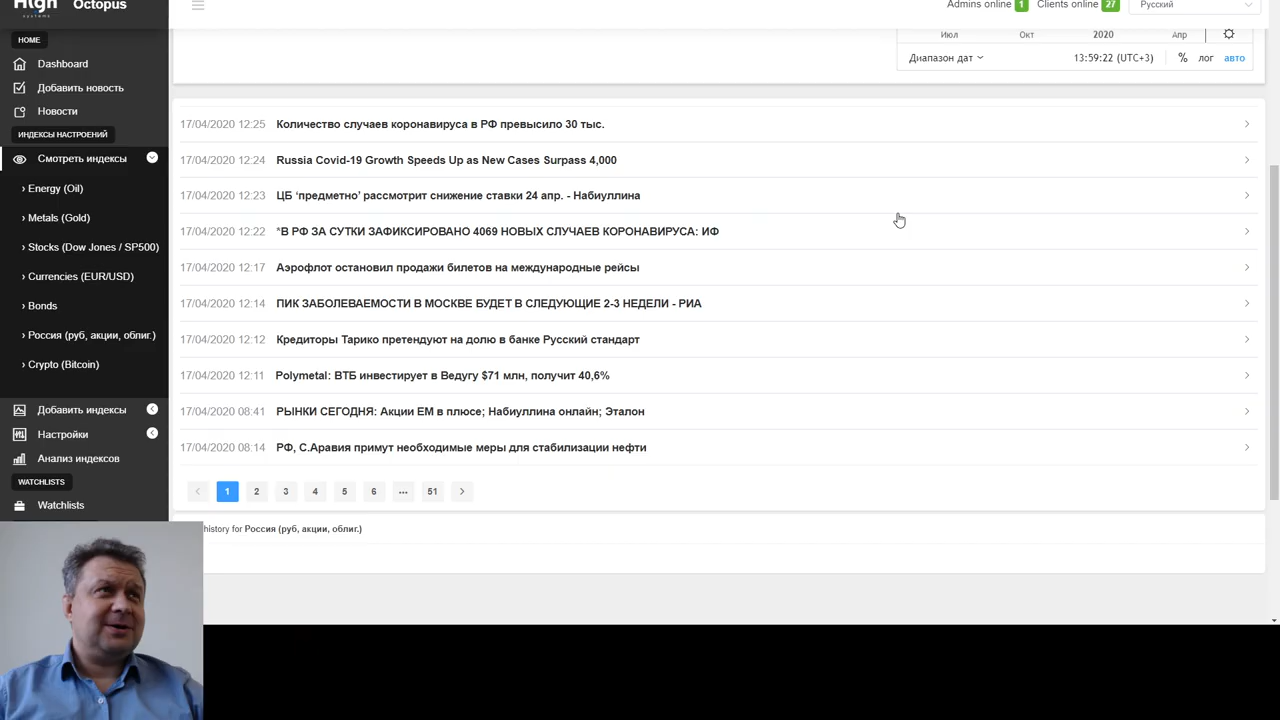 High
systems
Octopus
Admins online 1
Clients online 27
Русский
HOME
Dashboard
Добавить новость
Новости
ИНДЕКСЫ НАСТРОЕНИЙ
Смотреть индексы
› Energy (Oil)
› Metals (Gold)
› Stocks (Dow Jones / SP500)
› Currencies (EUR/USD)
› Bonds
› Россия (руб, акции, облиг.)
› Crypto (Bitcoin)
Добавить индексы
Настройки
Анализ индексов
WATCHLISTS
Watchlists
Июл Окт 2020 Апр
Диапазон дат 13:59:22 (UTC+3) % лог авто
17/04/2020 12:25 Количество случаев коронавируса в РФ превысило 30 тыс.
17/04/2020 12:24 Russia Covid-19 Growth Speeds Up as New Cases Surpass 4,000
17/04/2020 12:23 ЦБ ‘предметно’ рассмотрит снижение ставки 24 апр. - Набиуллина
17/04/2020 12:22 *В РФ ЗА СУТКИ ЗАФИКСИРОВАНО 4069 НОВЫХ СЛУЧАЕВ КОРОНАВИРУСА: ИФ
17/04/2020 12:17 Аэрофлот остановил продажи билетов на международные рейсы
17/04/2020 12:14 ПИК ЗАБОЛЕВАЕМОСТИ В МОСКВЕ БУДЕТ В СЛЕДУЮЩИЕ 2-3 НЕДЕЛИ - РИА
17/04/2020 12:12 Кредиторы Тарико претендуют на долю в банке Русский стандарт
17/04/2020 12:11 Polymetal: ВТБ инвестирует в Ведугу $71 млн, получит 40,6%
17/04/2020 08:41 РЫНКИ СЕГОДНЯ: Акции ЕМ в плюсе; Набиуллина онлайн; Эталон
17/04/2020 08:14 РФ, С.Аравия примут необходимые меры для стабилизации нефти
1 2 3 4 5 6 ... 51
history for Россия (руб, акции, облиг.)